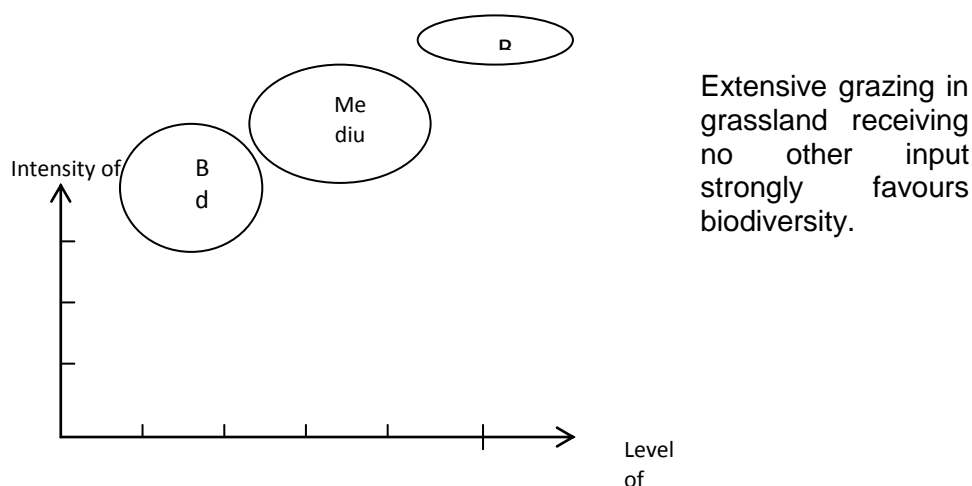 Me
diu
B
d
Intensity of
Level
of
Extensive grazing in
grassland receiving
no other input
strongly favours
biodiversity.